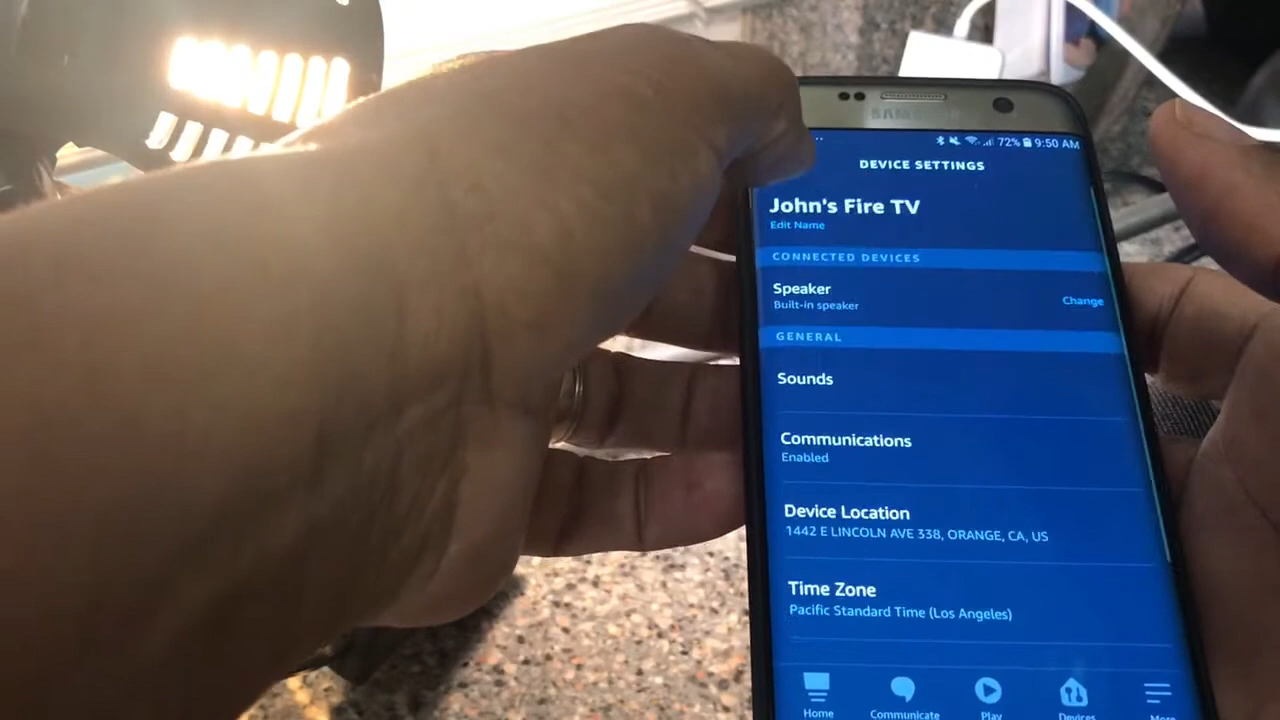 SAMSUNG
72% 9:50 AM
DEVICE SETTINGS
John's Fire TV
Edit Name
CONNECTED DEVICES
Speaker
Built-in speaker
Change
GENERAL
Sounds
Communications
Enabled
Device Location
1442 E LINCOLN AVE 338, ORANGE, CA, US
Time Zone
Pacific Standard Time (Los Angeles)
Home
Communicate
Play
Devices
More